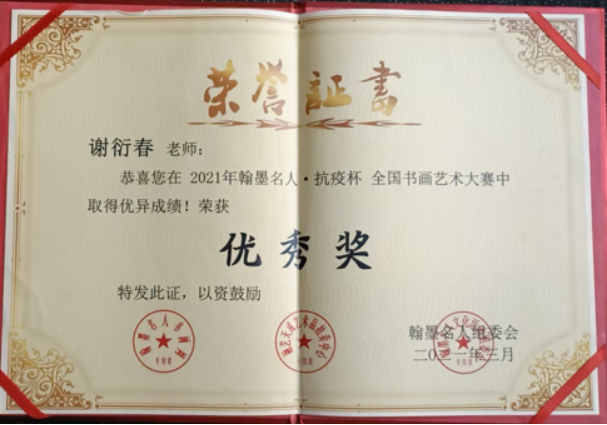 荣誉证书
谢衍春 老师:
恭喜您在 2021年翰墨名人·抗疫杯 全国书画艺术大赛中
取得优异成绩！荣获
优秀奖
特发此证，以资鼓励
翰墨名人组委会
二〇二一年三月